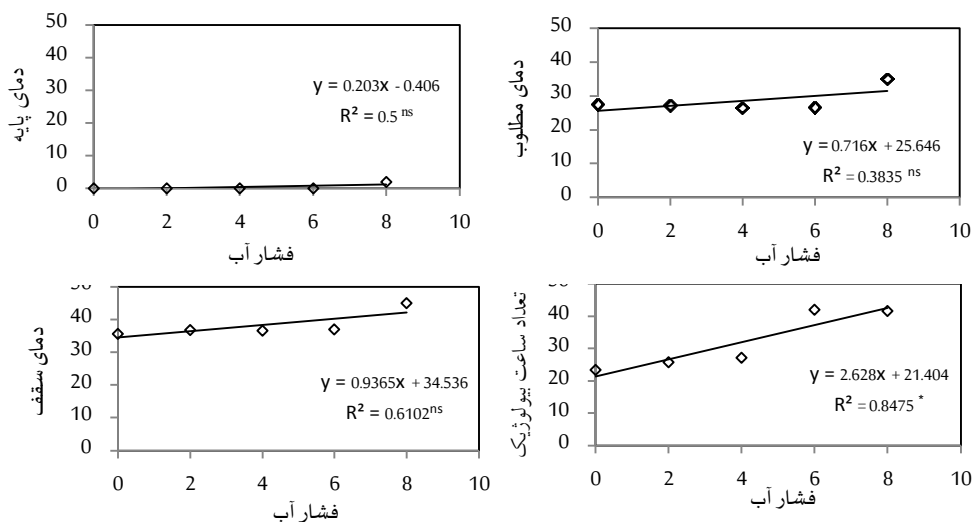 50
40
30
20
10
0
دمای پایه
y = 0.203x - 0.406
R² = 0.5 ns
0 2 4 6 8 10
فشار آب
50
40
30
20
10
0
دمای مطلوب
y = 0.716x + 25.646
R² = 0.3835 ns
0 2 4 6 8 10
فشار آب
50
40
30
20
10
0
دمای سقف
y = 0.9365x + 34.536
R² = 0.6102ns
0 2 4 6 8 10
فشار آب
50
40
30
20
10
0
تعداد ساعت بیولوژیک
y = 2.628x + 21.404
R² = 0.8475 *
0 2 4 6 8 10
فشار آب